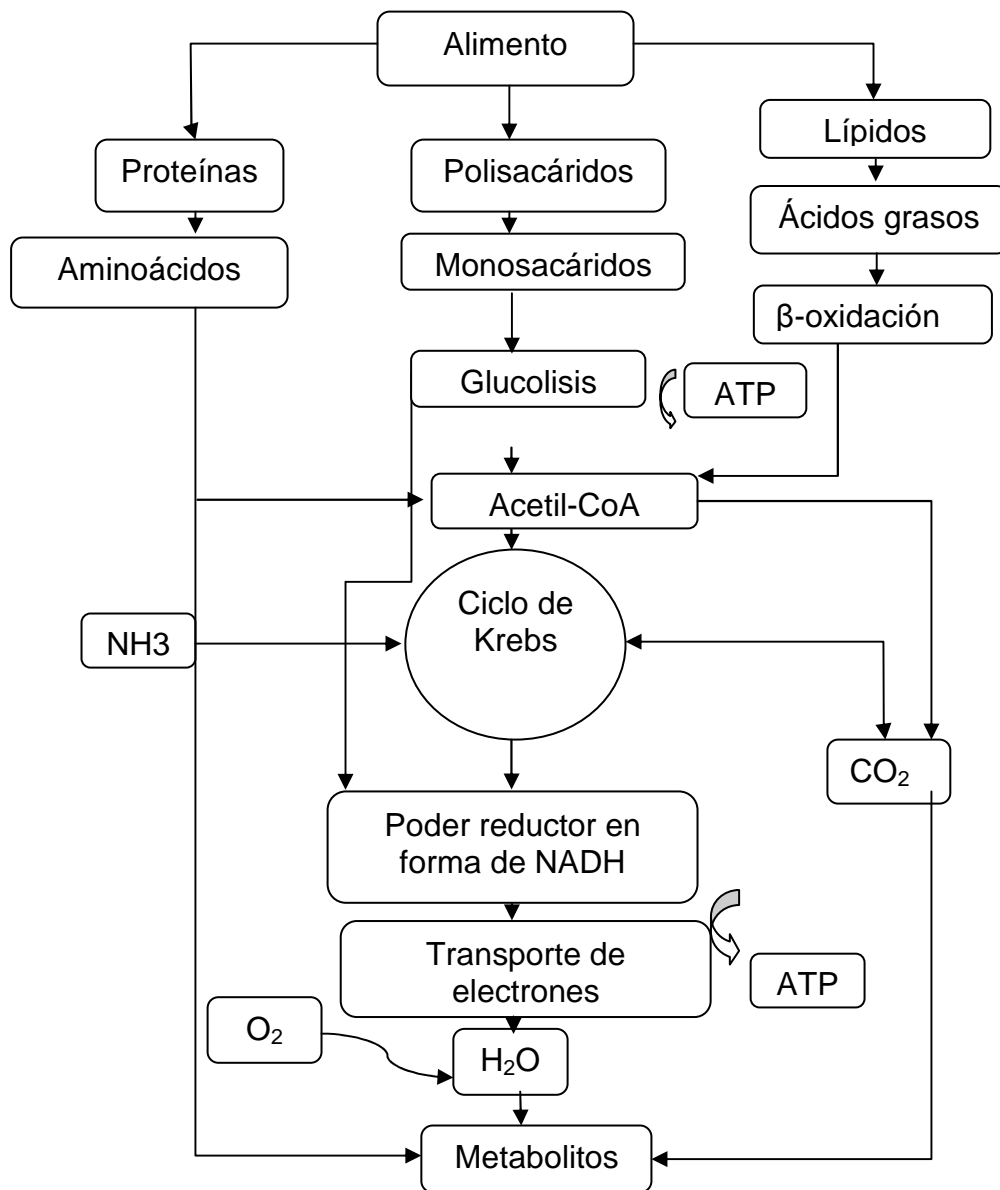 Alimento
Proteínas
Polisacáridos
Lípidos
Aminoácidos
Monosacáridos
Ácidos grasos
β-oxidación
Glucolisis
ATP
Acetil-CoA
Ciclo de
Krebs
NH3
CO₂
Poder reductor en
forma de NADH
Transporte de
electrones
ATP
O₂
H₂O
Metabolitos